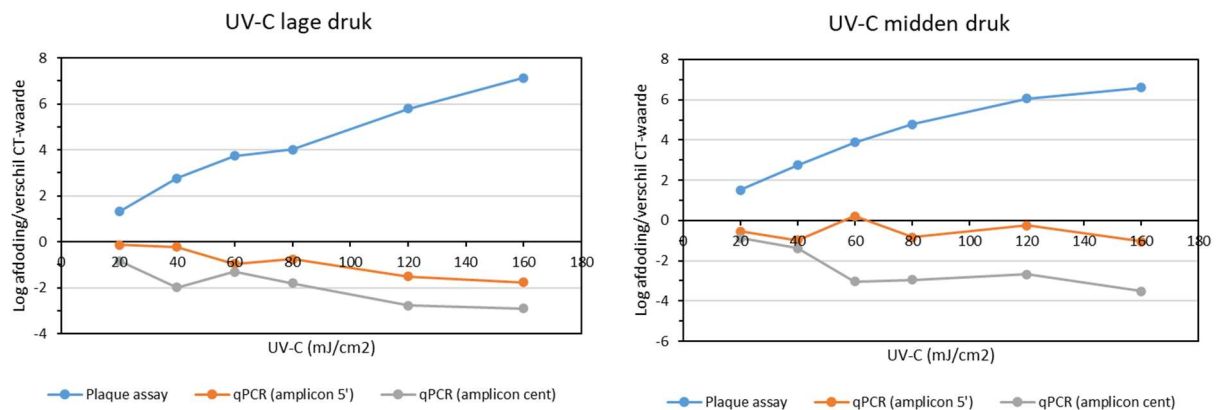 UV-C lage druk
Log afdoding/verschil CT-waarde
8
6
4
2
0
-2
-4
0 20 40 60 80 100 120 140 160 180
UV-C (mJ/cm2)
Plaque assay qPCR (amplicon 5') qPCR (amplicon cent)
UV-C midden druk
Log afdoding/verschil CT-waarde
8
6
4
2
0
-2
-4
-6
0 20 40 60 80 100 120 140 160 180
UV-C (mJ/cm2)
Plaque assay qPCR (amplicon 5') qPCR (amplicon cent)